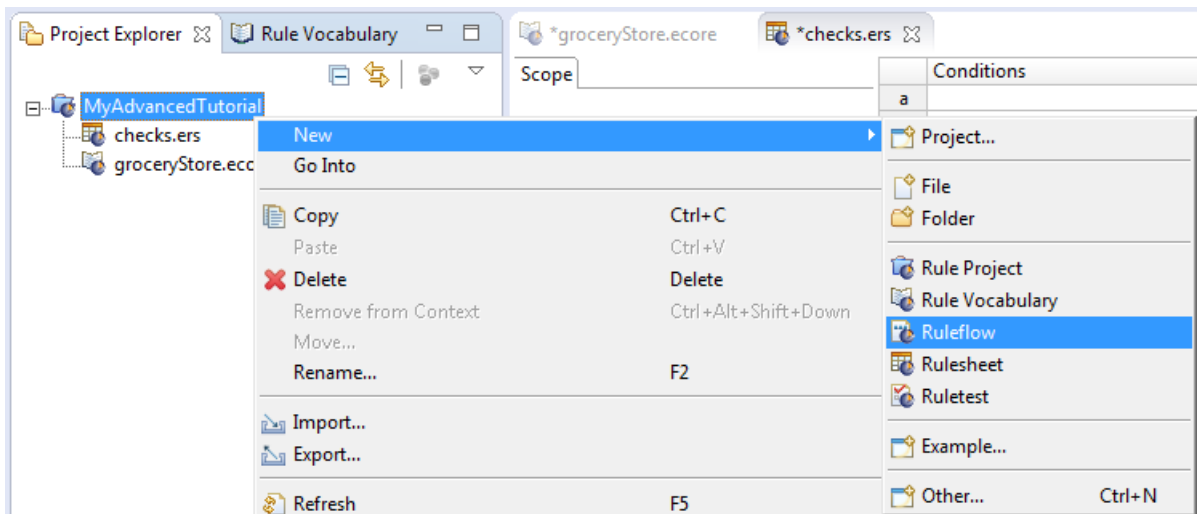 Project Explorer Rule Vocabulary *groceryStore.ecore *checks.ers
Scope Conditions
a
MyAdvancedTutorial
checks.ers
groceryStore.ecc
New
Go Into
Copy Ctrl+C
Paste Ctrl+V
Delete Delete
Remove from Context Ctrl+Alt+Shift+Down
Move...
Rename... F2
Import...
Export...
Refresh F5
Project...
File
Folder
Rule Project
Rule Vocabulary
Ruleflow
Rulesheet
Ruletest
Example...
Other... Ctrl+N